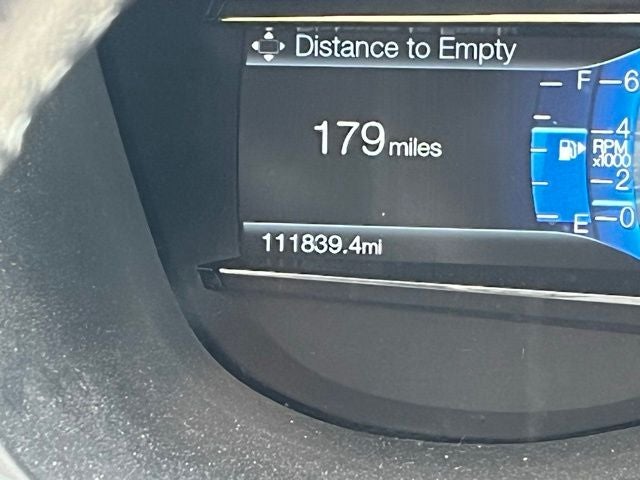 Distance to Empty
F
6
179 miles
4
RPM
x1000
2
0
E
111839.4mi